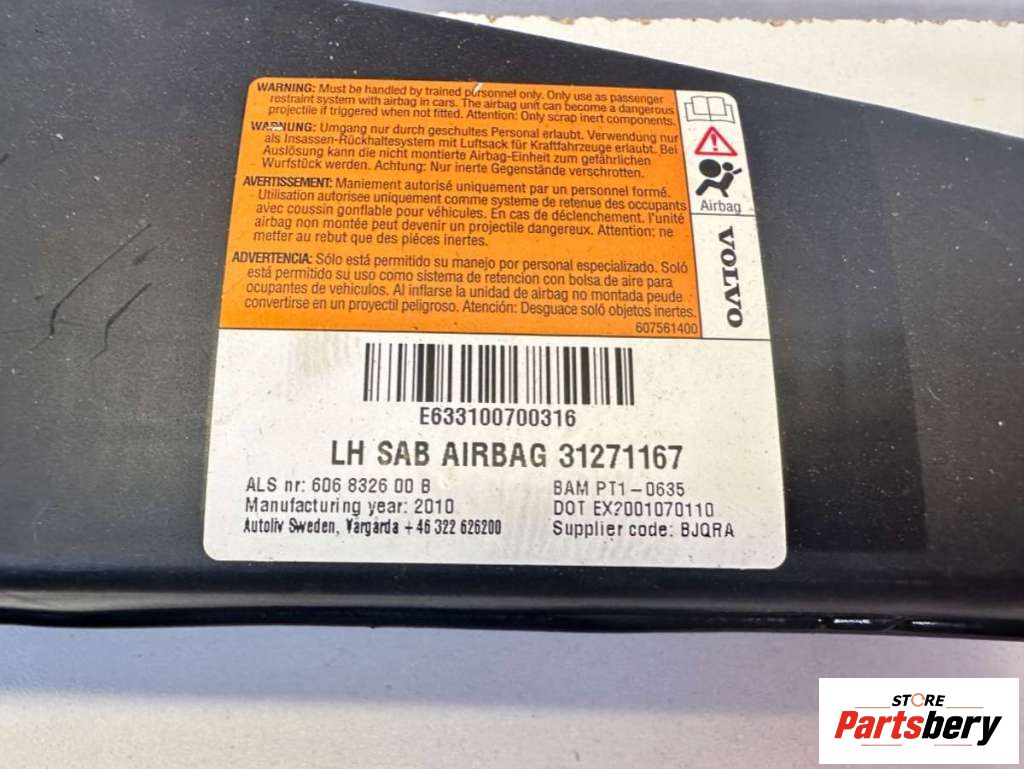 WARNING: Must be handled by trained personnel only. Only use as passenger
restraint system with airbag in cars. The airbag unit can become a dangerous
projectile if triggered when not fitted. Attention: Only scrap inert components.
WARNUNG: Umgang nur durch geschultes Personal erlaubt. Verwendung nur
als Insassen-Rückhaltesystem mit Luftsack für Kraftfahrzeuge erlaubt. Bei
Auslösung kann die nicht montierte Airbag-Einheit zum gefährlichen
Wurfstück werden. Achtung: Nur inerte Gegenstände verschrotten.
AVERTISSEMENT: Maniement autorisé uniquement par un personnel formé.
Utilisation autorisee uniquement comme systeme de retenue des occupants
avec coussin gonflable pour véhicules. En cas de déclenchement. l'unité
airbag non montée peut devenir un projectile dangereux. Attention: ne
metter au rebut que des piéces inertes.
ADVERTENCIA: Sólo está permitido su manejo por personal especializado. Soló
está permitido su uso como sistema de retención con bolsa de aire para
ocupantes de vehiculos. Al inflarse la unidad de airbag no montada peude
convertirse en un proyectil peligroso. Atención: Desguace soló objetos inertes.
607561400
Airbag
VOLVO
E633100700316
LH SAB AIRBAG 31271167
ALS nr: 606 8326 00 B
BAM PT1-0635
Manufacturing year: 2010
DOT EX2001070110
Autoliv Sweden, Vårgårda +46 322 626200
Supplier code: BJQRA
STORE
Partsbery